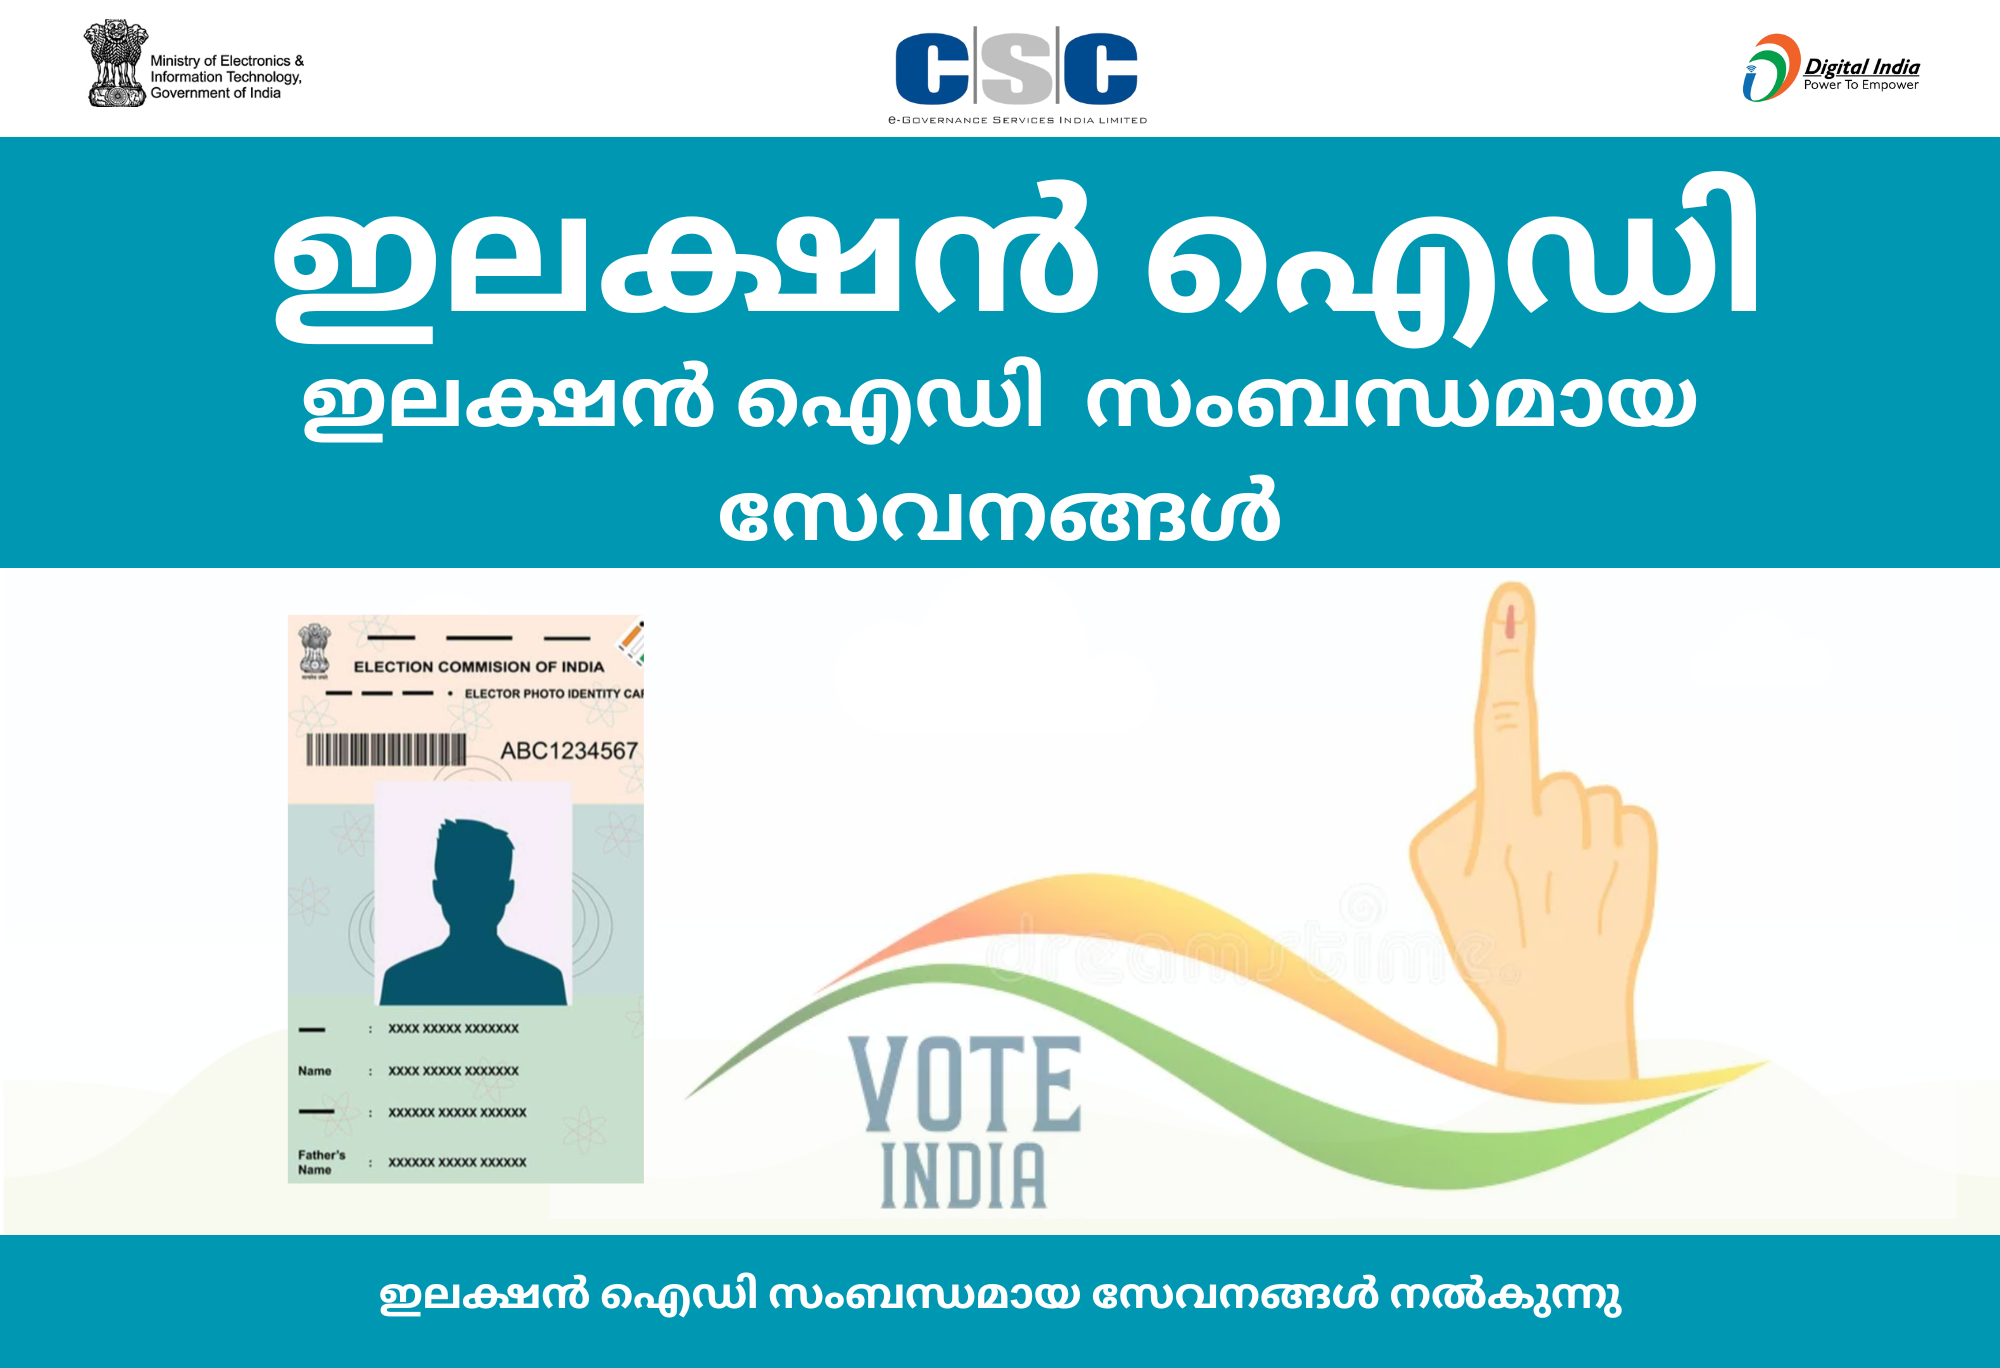 Ministry of Electronics &
Information Technology,
Government of India
CSC
e-Governance Services India Limited
Digital India
Power To Empower
ഇലക്ഷൻ ഐഡി
ഇലക്ഷൻ ഐഡി സംബന്ധമായ
സേവനങ്ങൾ
ELECTION COMMISION OF INDIA
ELECTOR PHOTO IDENTITY CAR
ABC1234567
: XXXX XXXXX XXXXXXX
Name : XXXX XXXXX XXXXXXX
: XXXXXX XXXXX XXXXXX
Father's
Name : XXXXXX XXXXX XXXXXX
dreamstime
VOTE
INDIA
ഇലക്ഷൻ ഐഡി സംബന്ധമായ സേവനങ്ങൾ നൽകുന്നു